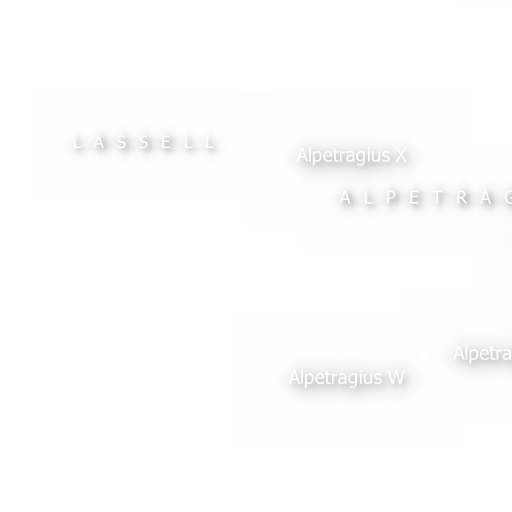 L A S S E L L
Alpetragius X
A L P E T R A G
Alpetra
Alpetragius W